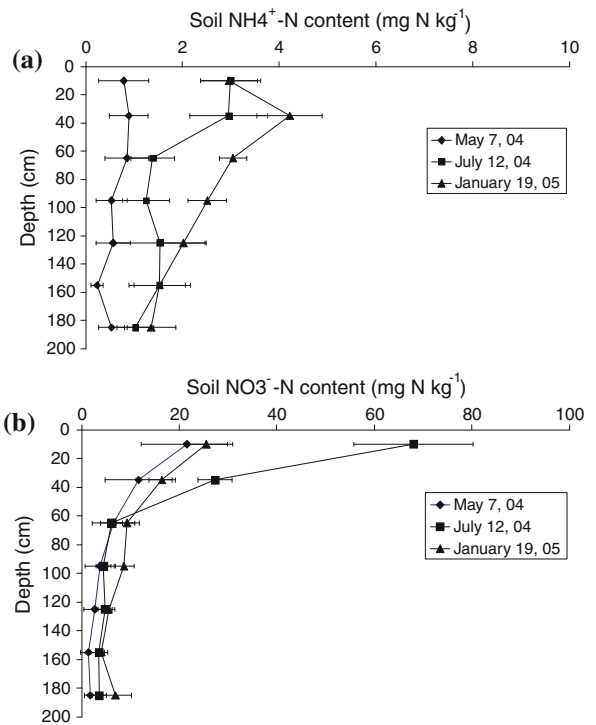 Soil NH4⁺-N content (mg N kg⁻¹)
(a)
0 2 4 6 8 10
0
20
40
60
80
100
120
140
160
180
200
Depth (cm)
May 7, 04
July 12, 04
January 19, 05
Soil NO3⁻-N content (mg N kg⁻¹)
(b)
0 20 40 60 80 100
0
20
40
60
80
100
120
140
160
180
200
Depth (cm)
May 7, 04
July 12, 04
January 19, 05